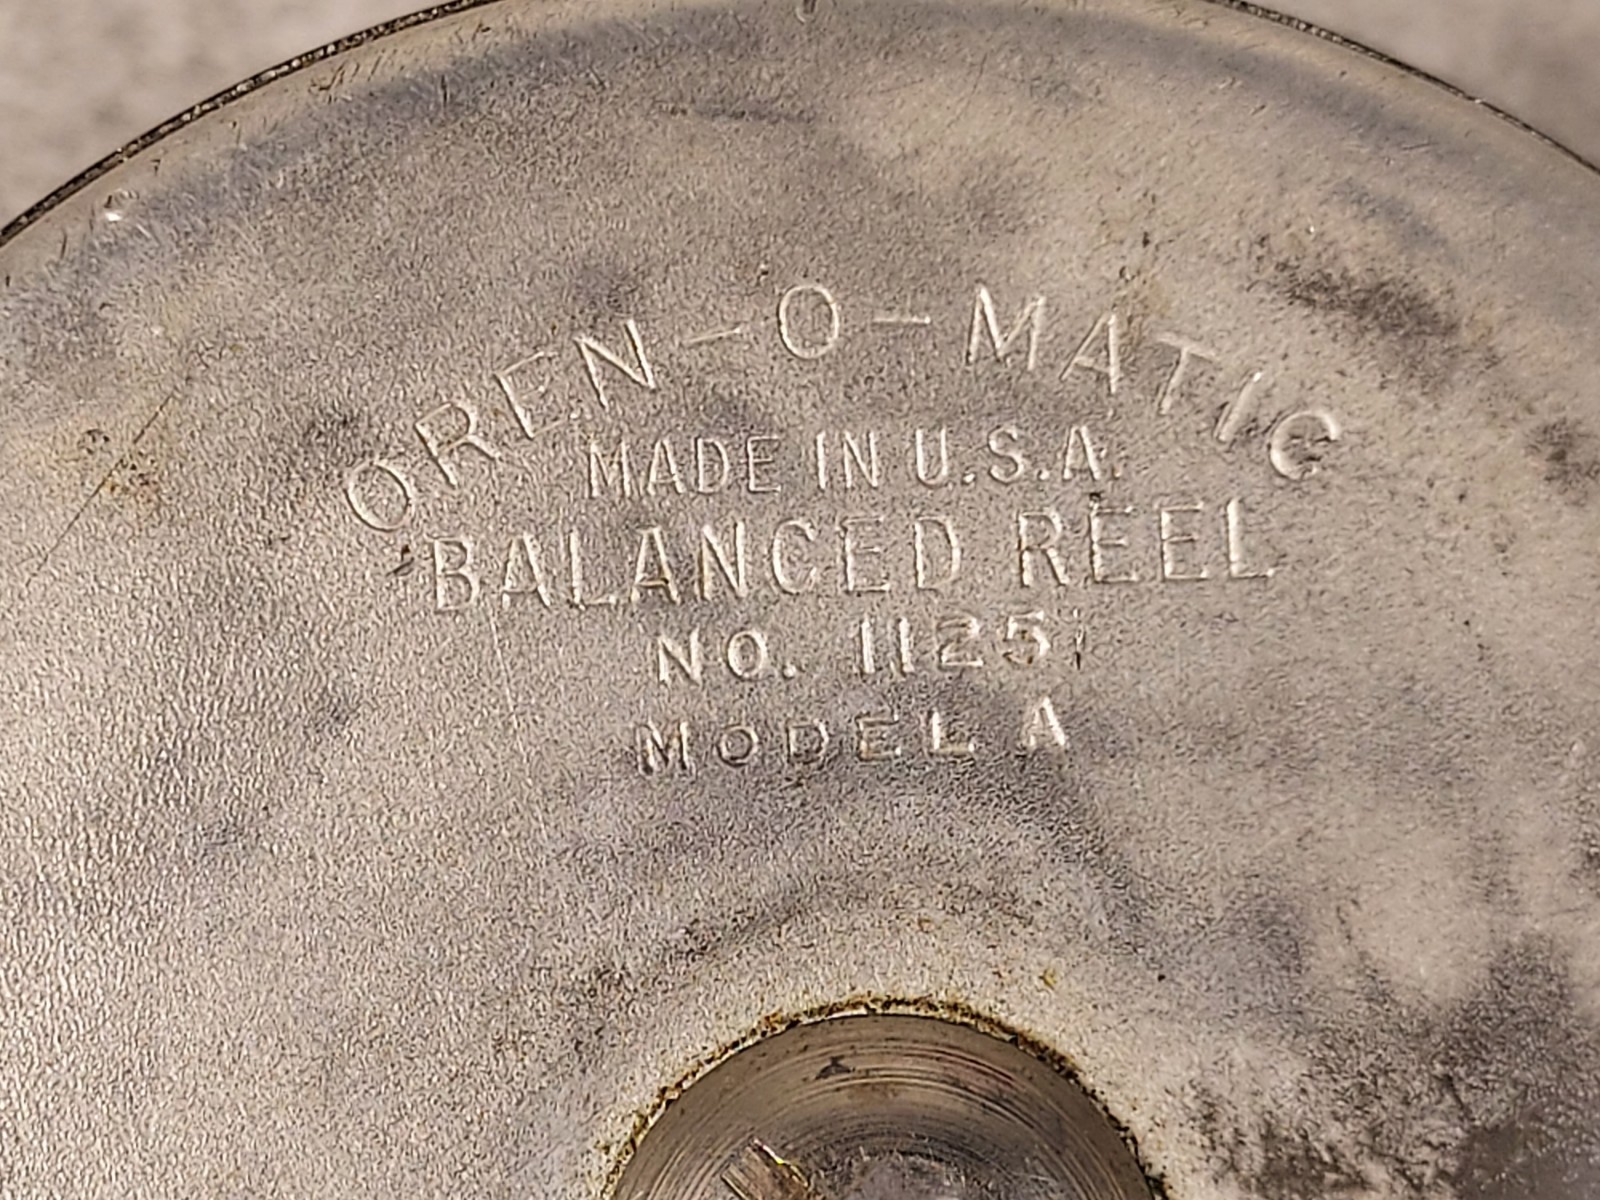 OREN-O-MATIC
MADE IN U.S.A.
BALANCED REEL
NO. 1125
MODEL A